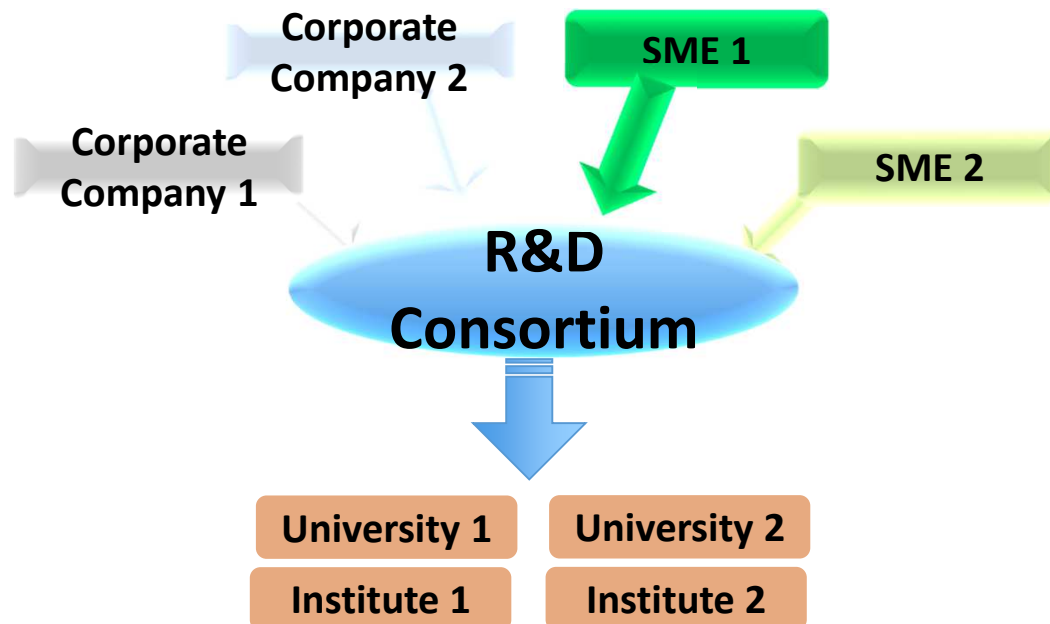 Corporate
Company 2
SME 1
Corporate
Company 1
SME 2
R&D
Consortium
University 1
University 2
Institute 1
Institute 2